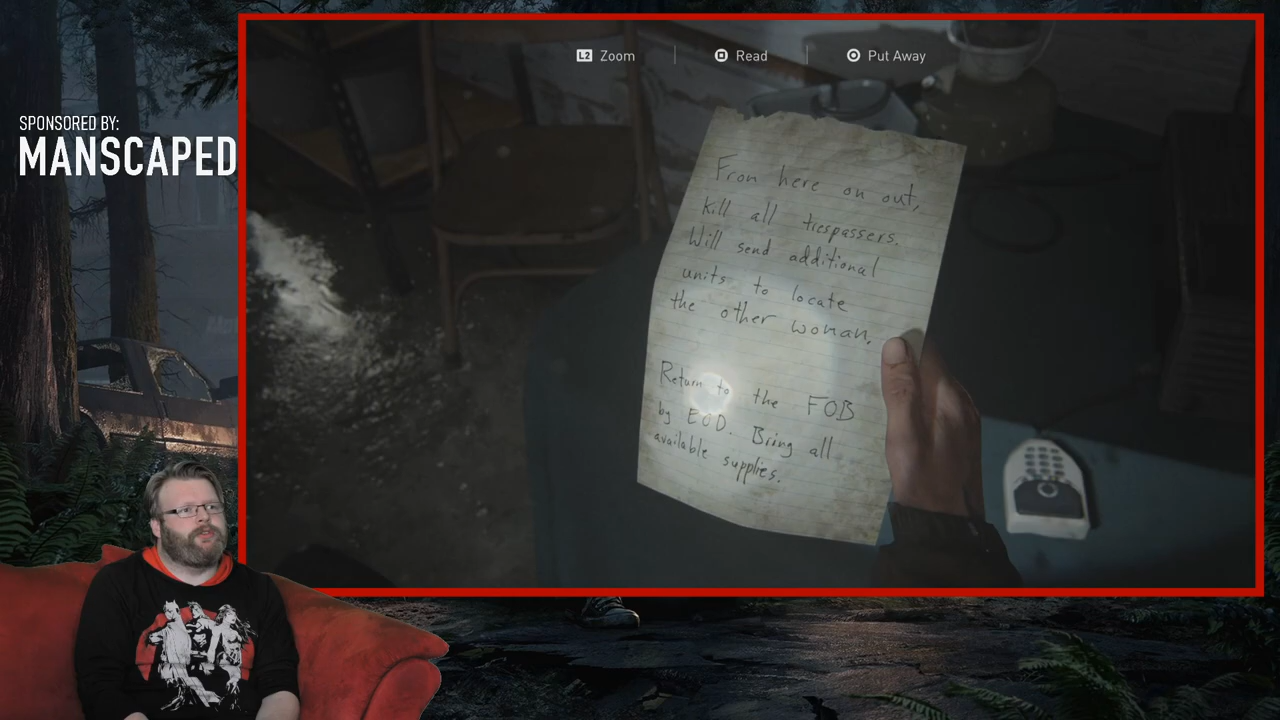 L2 Zoom
Read
Put Away
SPONSORED BY:
MANSCAPED
From here on out,
kill all trespassers.
Will send additional
units to locate
the other woman.
Return to the FOB
by EOD. Bring all
available supplies.